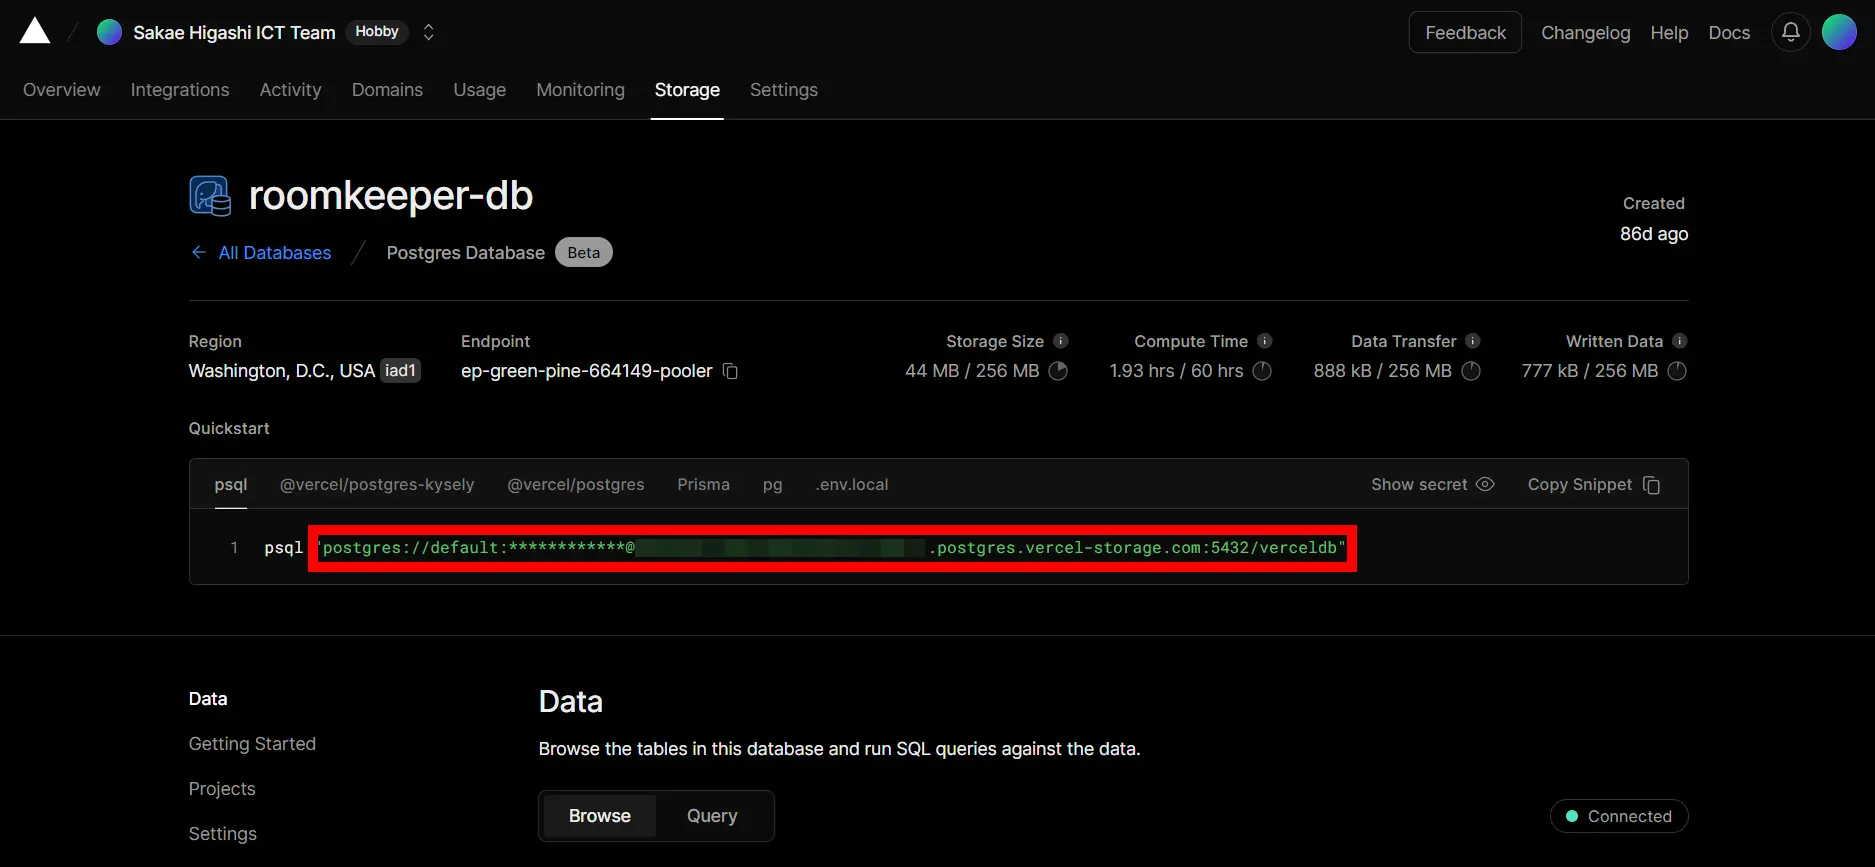 Sakae Higashi ICT Team Hobby
Feedback Changelog Help Docs
Overview Integrations Activity Domains Usage Monitoring Storage Settings
roomkeeper-db
← All Databases / Postgres Database Beta
Created
86d ago
Region
Washington, D.C., USA iad1
Endpoint
ep-green-pine-664149-pooler
Storage Size
44 MB / 256 MB
Compute Time
1.93 hrs / 60 hrs
Data Transfer
888 kB / 256 MB
Written Data
777 kB / 256 MB
Quickstart
psql @vercel/postgres-kysely @vercel/postgres Prisma pg .env.local
Show secret Copy Snippet
1 psql "postgres://default:************@ .postgres.vercel-storage.com:5432/verceldb"
Data
Getting Started
Projects
Settings
Data
Browse the tables in this database and run SQL queries against the data.
Browse Query
Connected